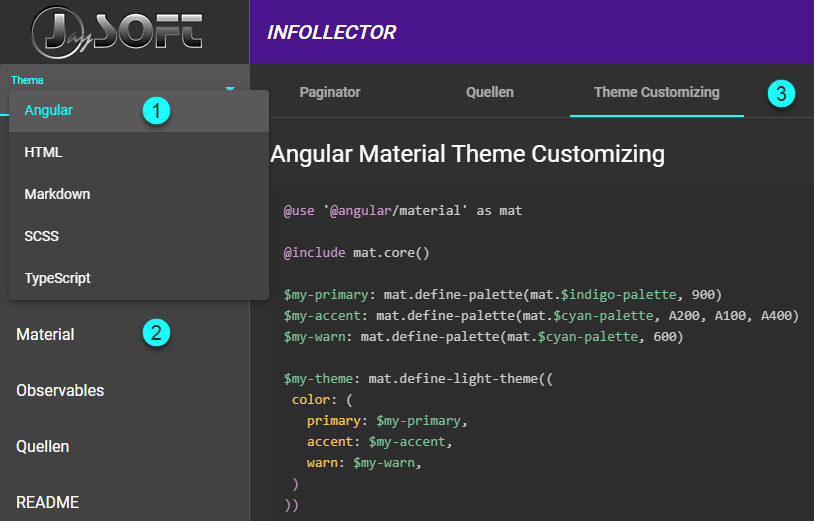 JaySOFT
INFOLLECTOR
Thema
Angular
1
HTML
Markdown
SCSS
TypeScript
Material
2
Observables
Quellen
README
Paginator
Quellen
Theme Customizing
3
Angular Material Theme Customizing
@use '@angular/material' as mat
@include mat.core()
$my-primary: mat.define-palette(mat.$indigo-palette, 900)
$my-accent: mat.define-palette(mat.$cyan-palette, A200, A100, A400)
$my-warn: mat.define-palette(mat.$cyan-palette, 600)
$my-theme: mat.define-light-theme((
color: (
primary: $my-primary,
accent: $my-accent,
warn: $my-warn,
)
))